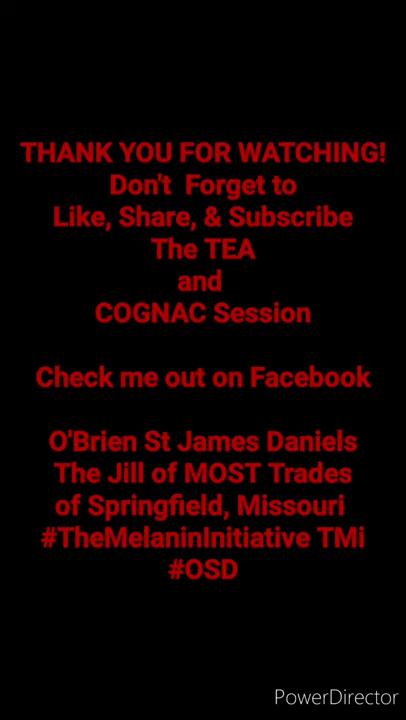 THANK YOU FOR WATCHING!
Don't Forget to
Like, Share, & Subscribe
The TEA
and
COGNAC Session
Check me out on Facebook
O'Brien St James Daniels
The Jill of MOST Trades
of Springfield, Missouri
#TheMelaninInitiative TMi
#OSD
PowerDirector